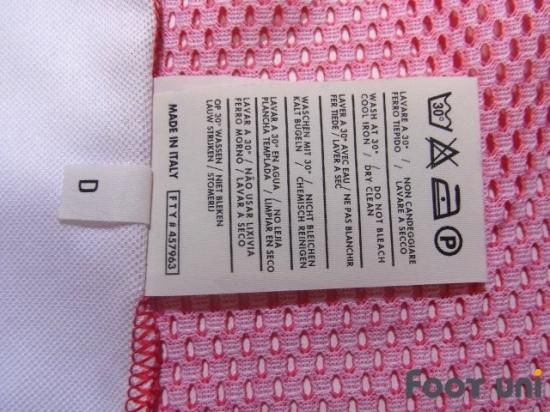 30°
P
LAVARE A 30° / NON CANDEGGIARE
FERRO TIEPIDO / LAVARE A SECCO
WASH AT 30° / DO NOT BLEACH
COOL IRON / DRY CLEAN
LAVER A 30° AVEC EAU / NE PAS BLANCHIR
FER TIEDE / LAVER A SEC
WASCHEN MIT 30° / NICHT BLEICHEN
KALT BUGELN / CHEMISCH REINIGEN
LAVAR A 30° EN AGUA / NO LEJIA
PLANCHA TEMPLADA / LIMPIAR EN SECO
LAVAR A 30° / NÃO USAR LIXIVIA
FERRO MORNO / LAVAR A SECO
OP 30° WASSEN / NIET BLEKEN
LAUW STRIJKEN / STOMERIJ
MADE IN ITALY FTY # 457963
D
FOOT uni